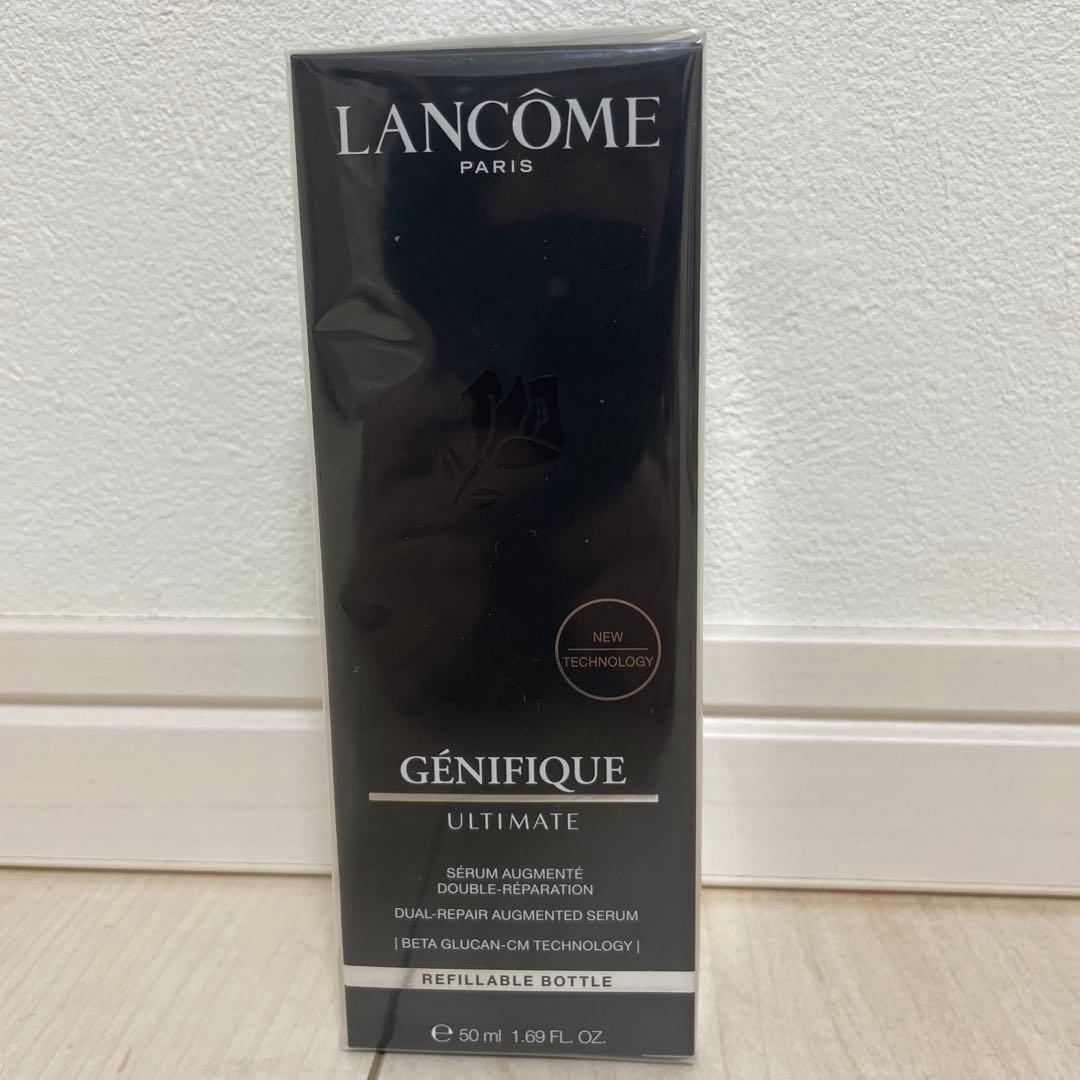 LANCÔME
PARIS
NEW
TECHNOLOGY
GÉNIFIQUE
ULTIMATE
SÉRUM AUGMENTÉ
DOUBLE-RÉPARATION
DUAL-REPAIR AUGMENTED SERUM
| BETA GLUCAN-CM TECHNOLOGY |
REFILLABLE BOTTLE
℮ 50 ml 1.69 FL. OZ.